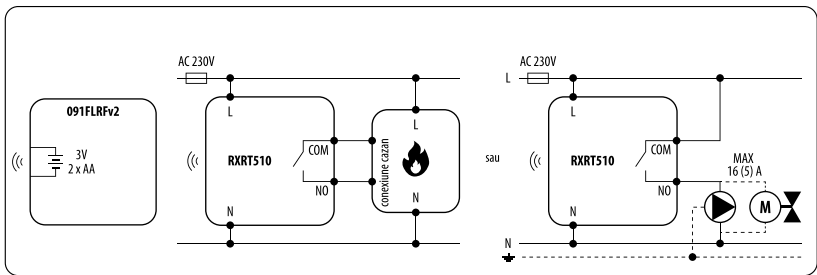 091FLRFv2
3V
2 x AA
AC 230V
L
RXRT510
COM
NO
N
L
conexiune cazan
N
sau
AC 230V
L
L
RXRT510
COM
NO
N
MAX
16 (5) A
M
N